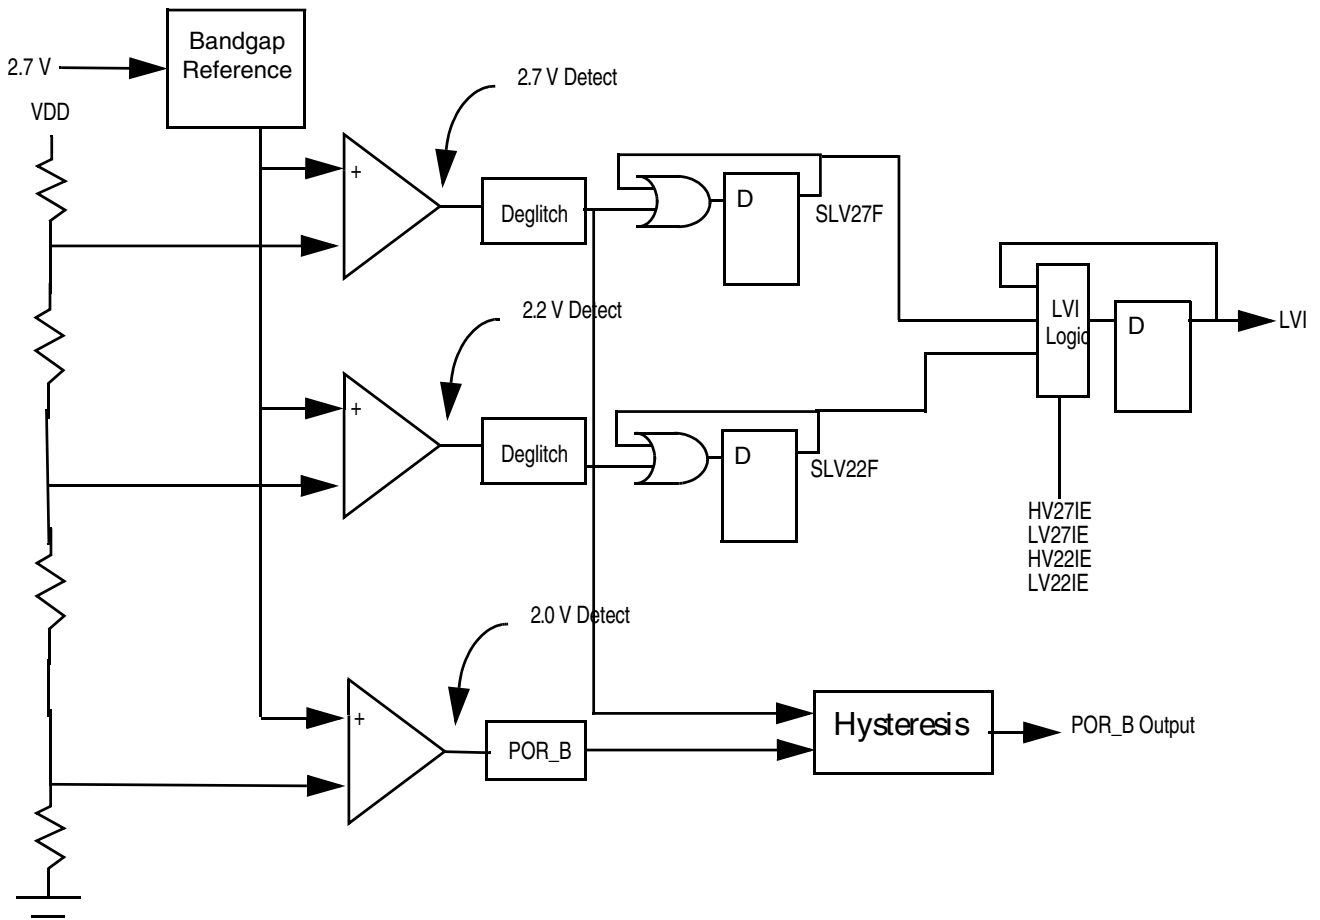 Bandgap
Reference
2.7 V
VDD
2.7 V Detect
+
Deglitch
D
SLV27F
2.2 V Detect
LVI
Logic
D
LVI
+
Deglitch
D
SLV22F
HV27IE
LV27IE
HV22IE
LV22IE
2.0 V Detect
+
POR_B
Hysteresis
POR_B Output